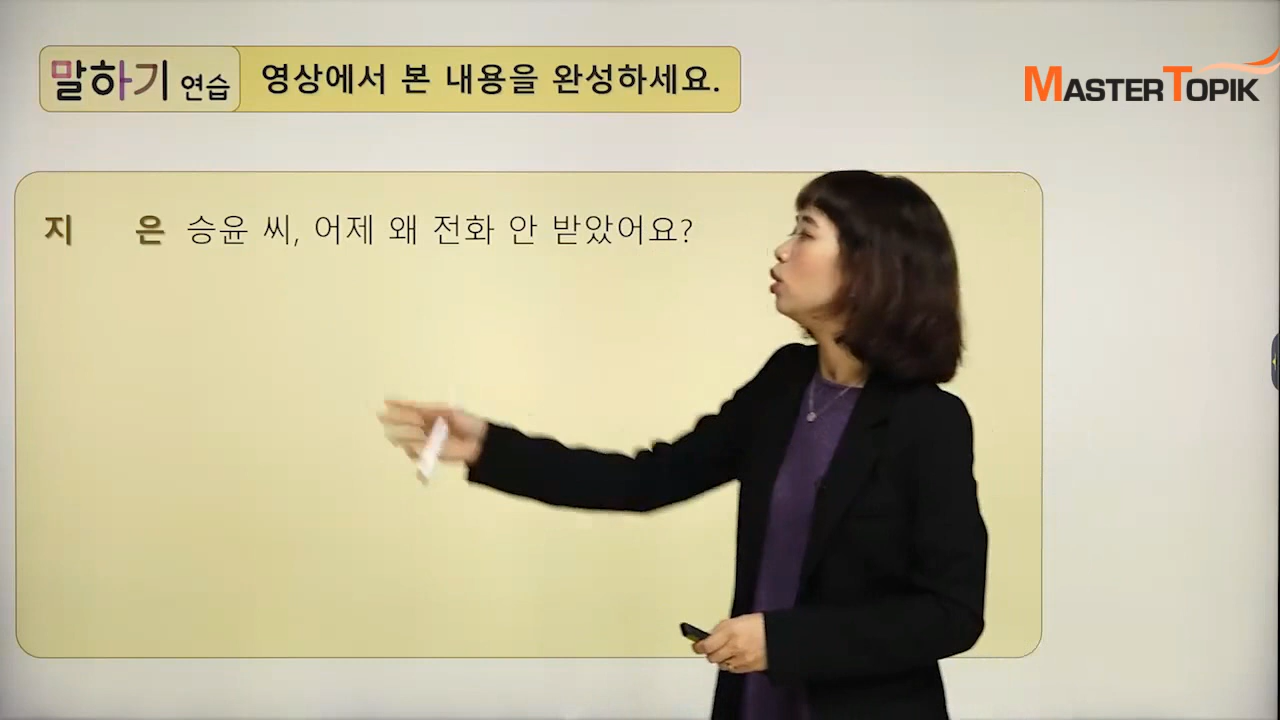 말하기 연습 영상에서 본 내용을 완성하세요.
MASTER TOPIK
지 은 승윤 씨, 어제 왜 전화 안 받았어요?